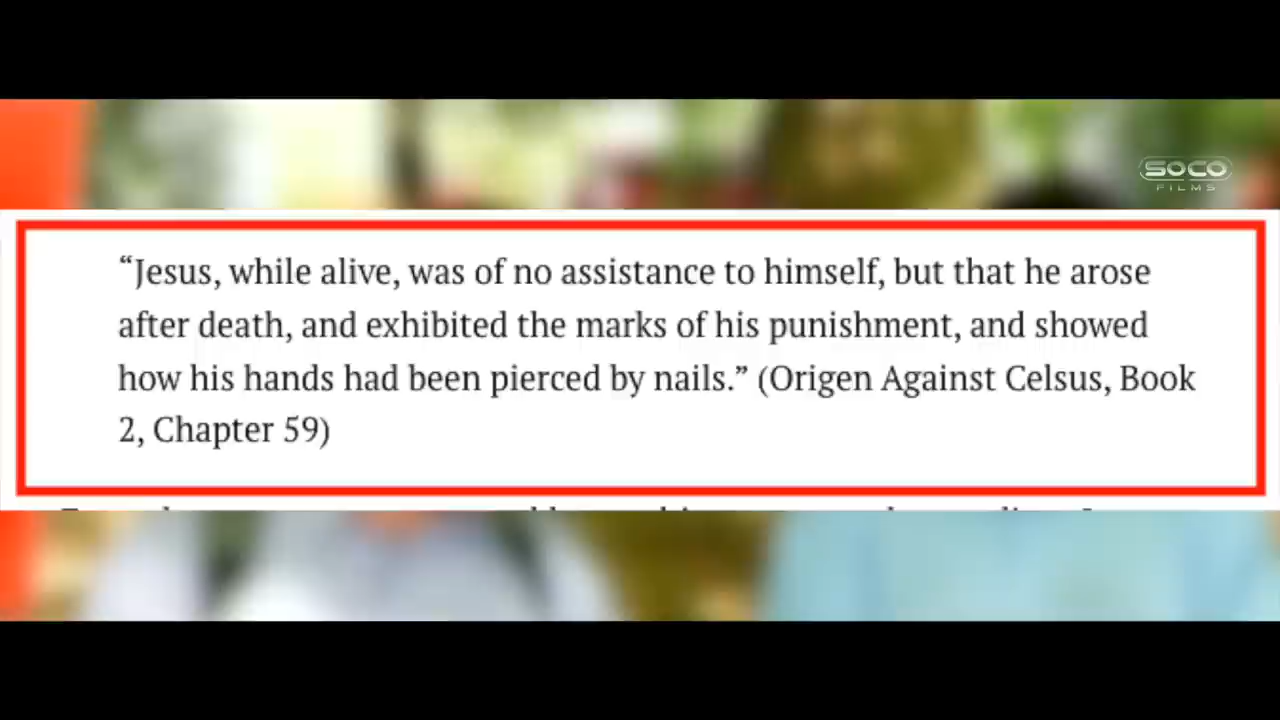 SOCO
FILMS
“Jesus, while alive, was of no assistance to himself, but that he arose
after death, and exhibited the marks of his punishment, and showed
how his hands had been pierced by nails.” (Origen Against Celsus, Book
2, Chapter 59)